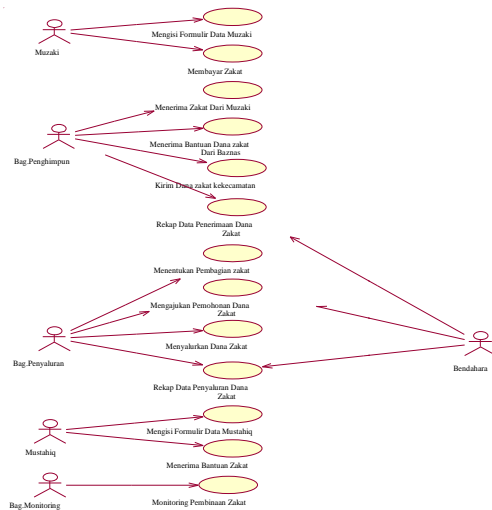 Mengisi Formulir Data Muzaki
Muzaki
Membayar Zakat
Menerima Zakat Dari Muzaki
Bag.Penghimpun
Menerima Bantuan Dana zakat
Dari Baznas
Kirim Dana zakat kekecamatan
Rekap Data Penerimaan Dana
Zakat
Menentukan Pembagian zakat
Mengajukan Pemohonan Dana
Zakat
Menyalurkan Dana Zakat
Bag.Penyaluran
Bendahara
Rekap Data Penyaluran Dana
Zakat
Mengisi Formulir Data Mustahiq
Mustahiq
Menerima Bantuan Zakat
Monitoring Pembinaan Zakat
Bag.Monitoring